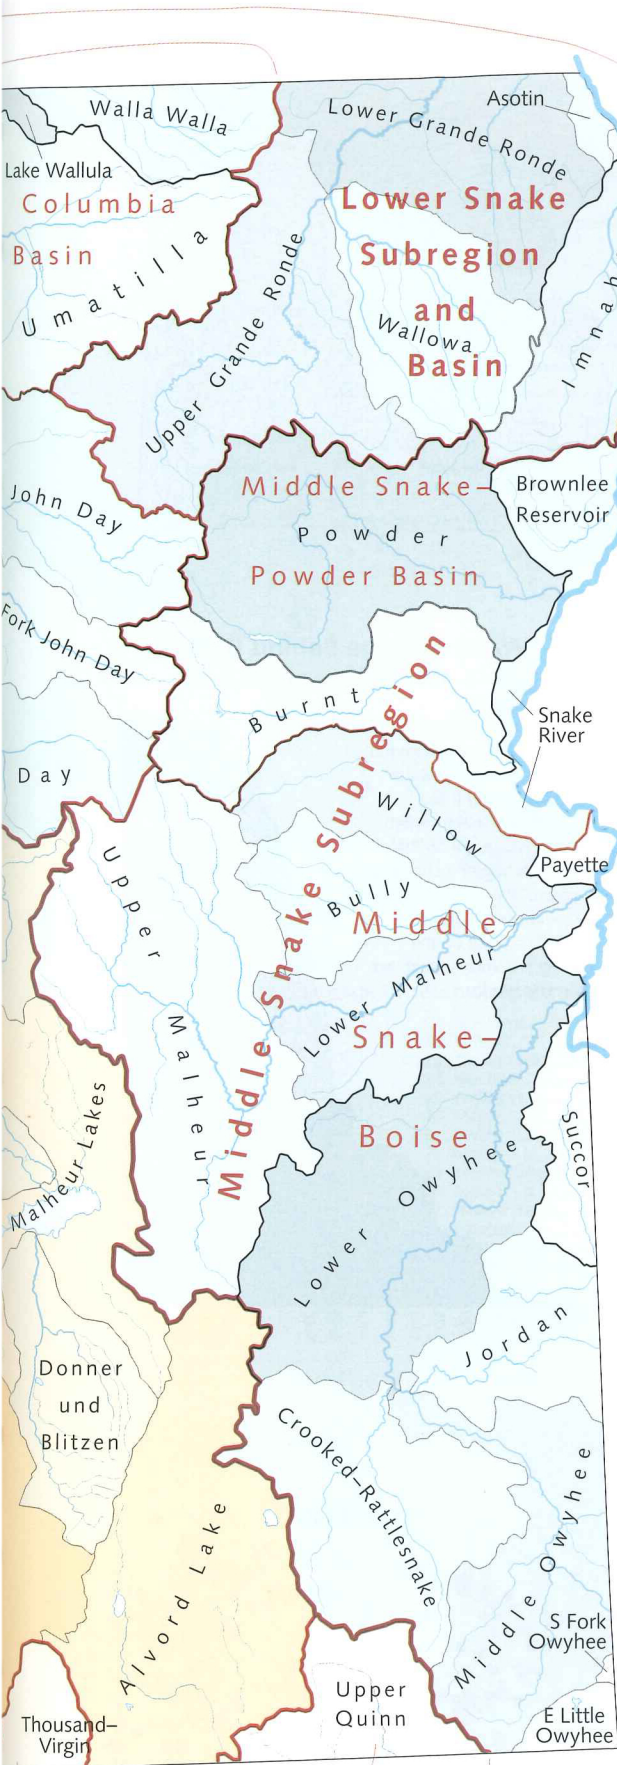 Walla Walla
Lower Grande Ronde
Asotin
Lake Wallula
Columbia
Basin
Umatilla
Lower Snake
Subregion
and
Basin
Wallowa
Upper Grande Ronde
Imnah
John Day
Middle Snake–
Powder
Powder Basin
Brownlee
Reservoir
Fork John Day
Burnt
Snake
River
Day
Middle Snake Subregion
Willow
Payette
Upper Malheur
Bully
Middle
Lower Malheur
Snake–
Boise
Malheur Lakes
Succor
Lower Owyhee
Jordan
Donner
und
Blitzen
Crooked–Rattlesnake
Middle Owyhee
Alvord Lake
S Fork
Owyhee
Upper
Quinn
E Little
Owyhee
Thousand–
Virgin